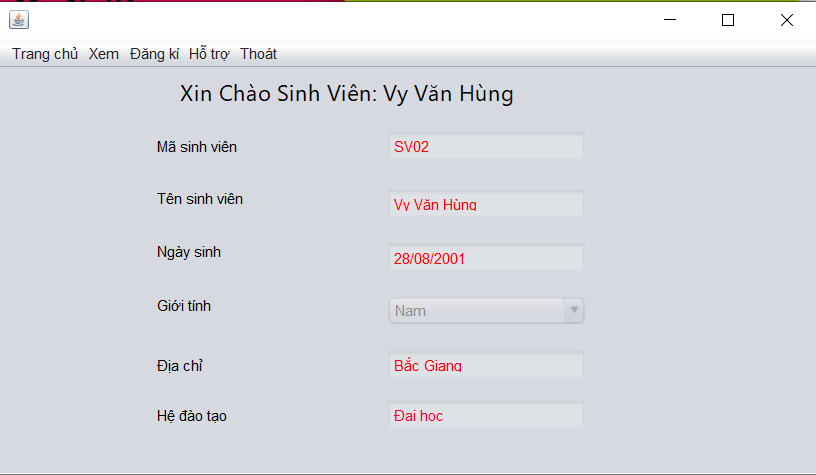 Trang chủ Xem Đăng kí Hỗ trợ Thoát
Xin Chào Sinh Viên: Vy Văn Hùng
Mã sinh viên SV02
Tên sinh viên Vy Văn Hùng
Ngày sinh 28/08/2001
Giới tính Nam
Địa chỉ Bắc Giang
Hệ đào tạo Đại học